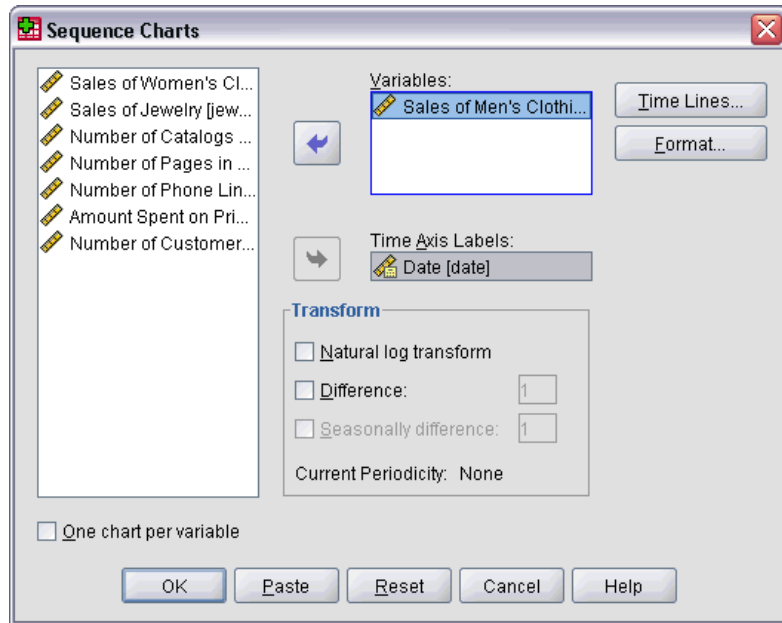 Sequence Charts
Sales of Women's Cl...
Sales of Jewelry [jew...
Number of Catalogs ...
Number of Pages in ...
Number of Phone Lin...
Amount Spent on Pri...
Number of Customer...
Variables:
Sales of Men's Clothi...
Time Lines...
Format...
Time Axis Labels:
Date [date]
Transform
Natural log transform
Difference: 1
Seasonally difference: 1
Current Periodicity: None
One chart per variable
OK Paste Reset Cancel Help